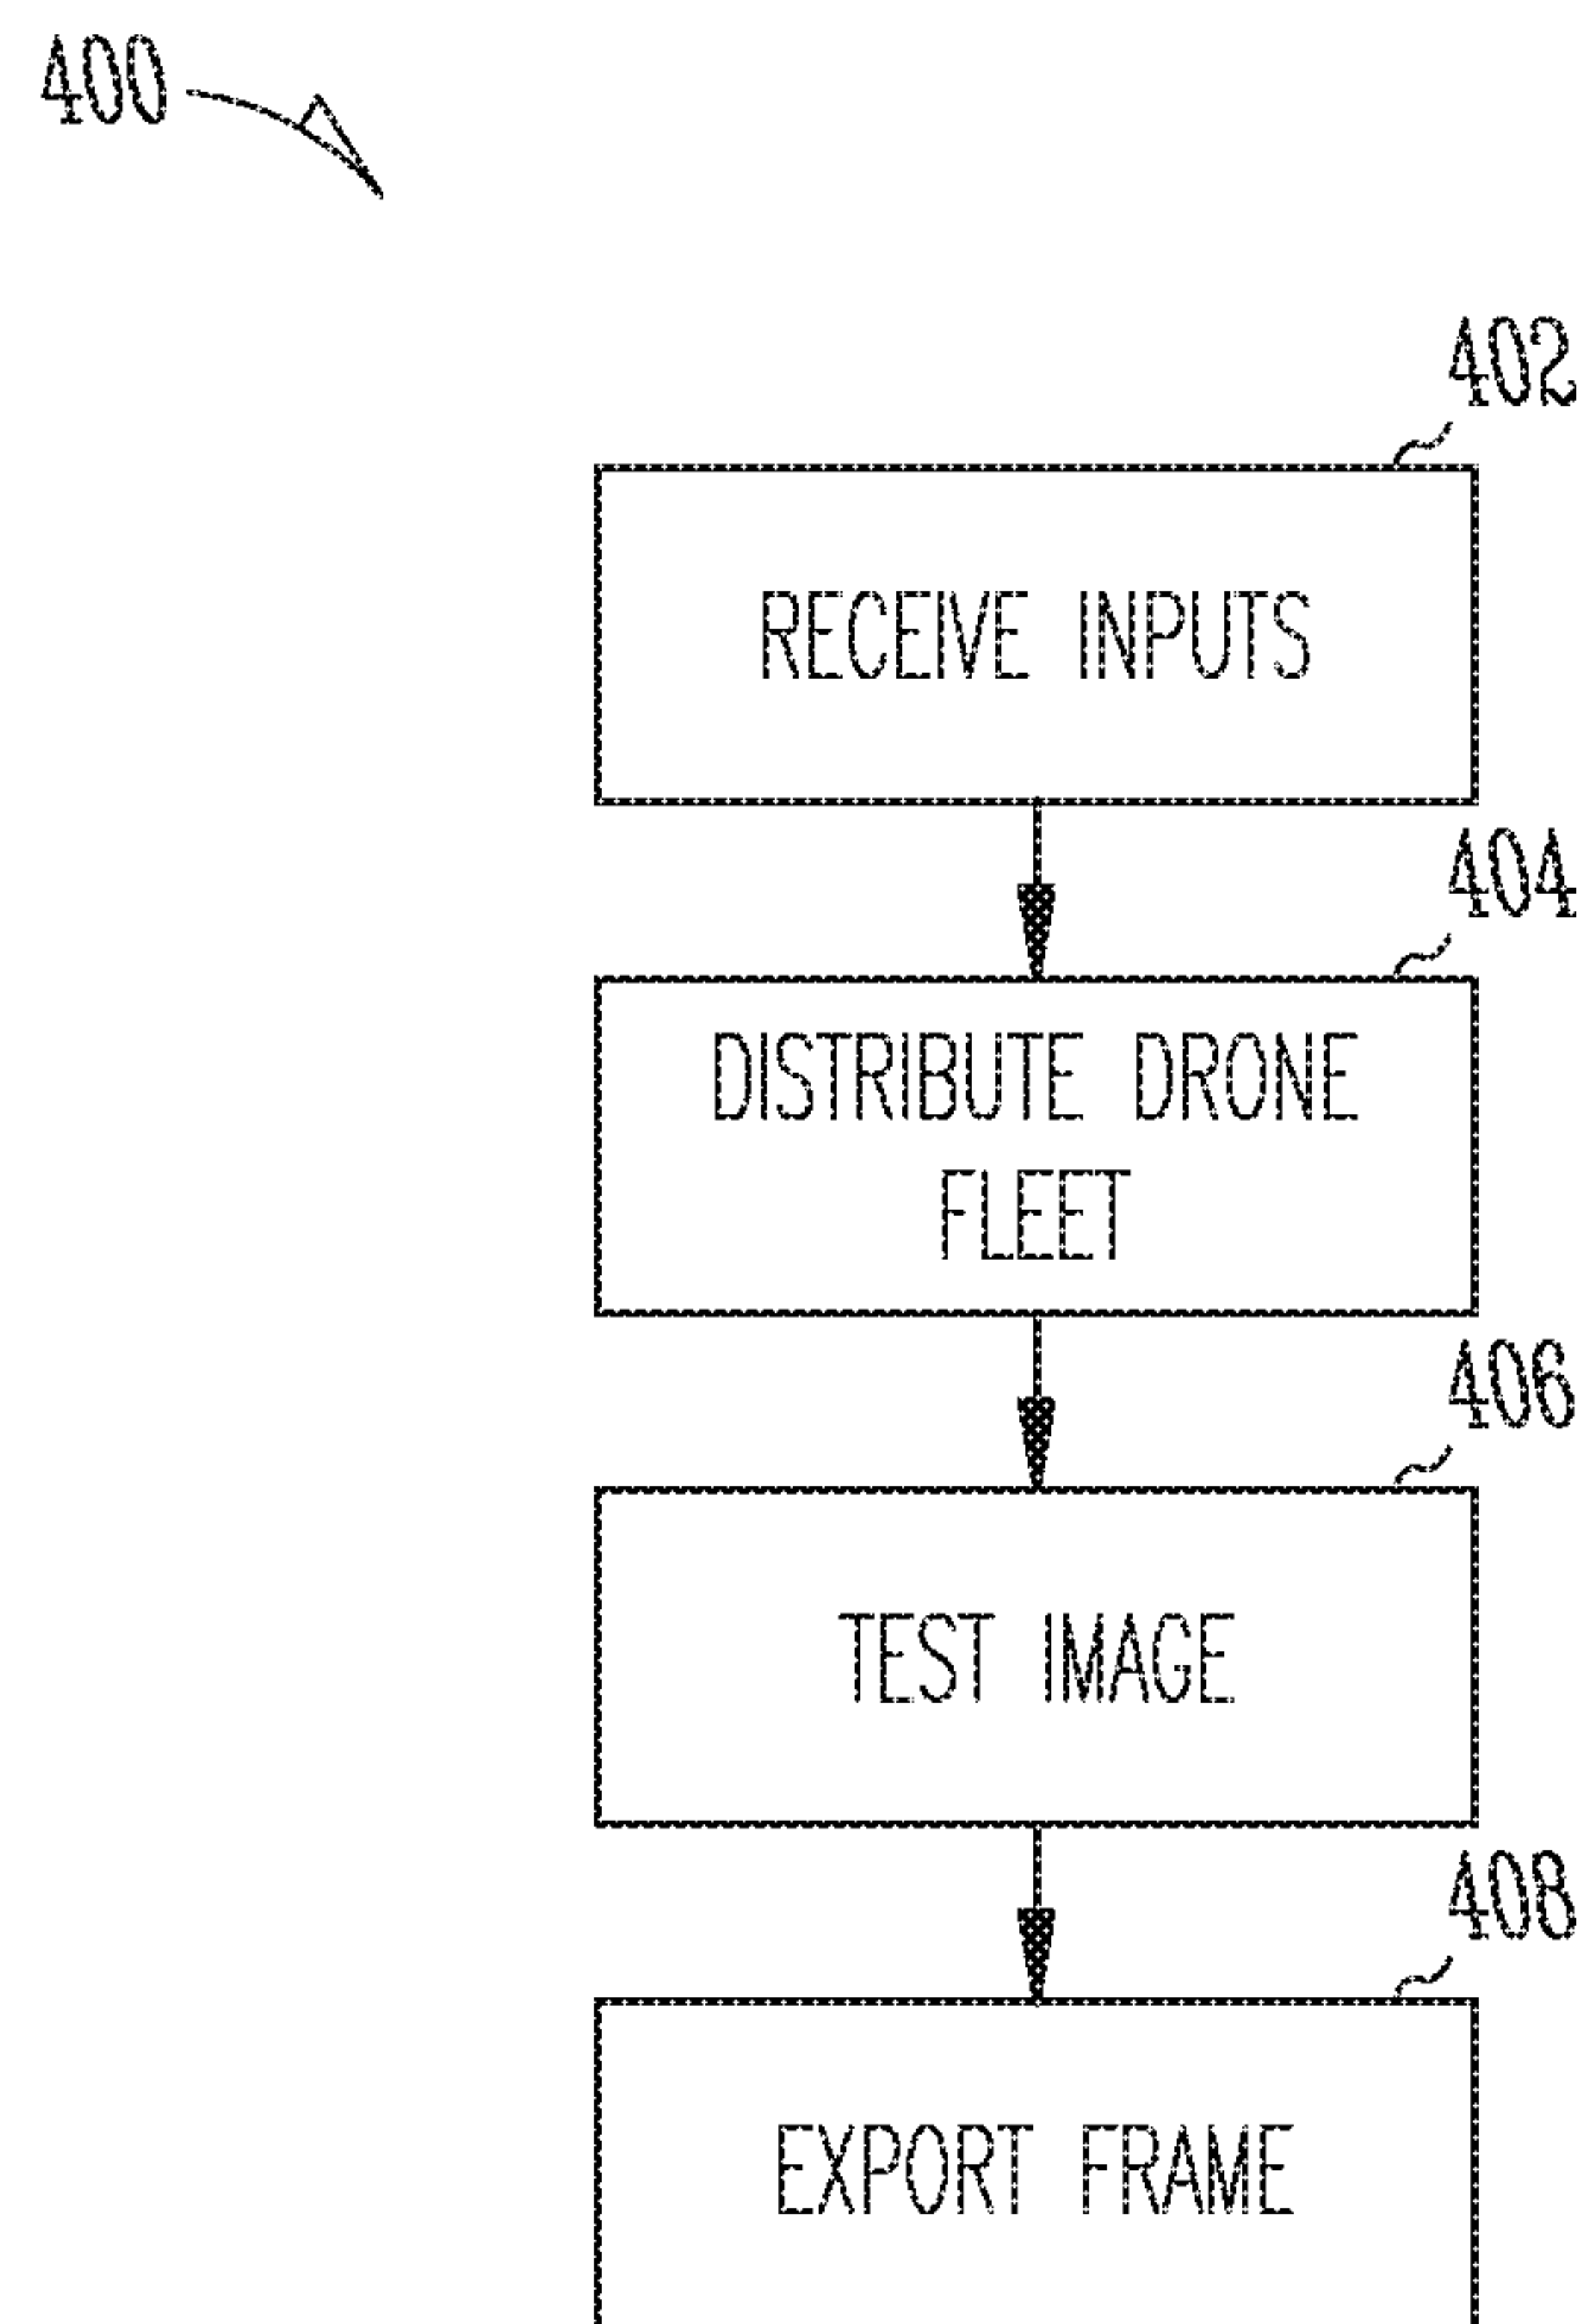 400
402
RECEIVE INPUTS
404
DISTRIBUTE DRONE
FLEET
406
TEST IMAGE
408
EXPORT FRAME